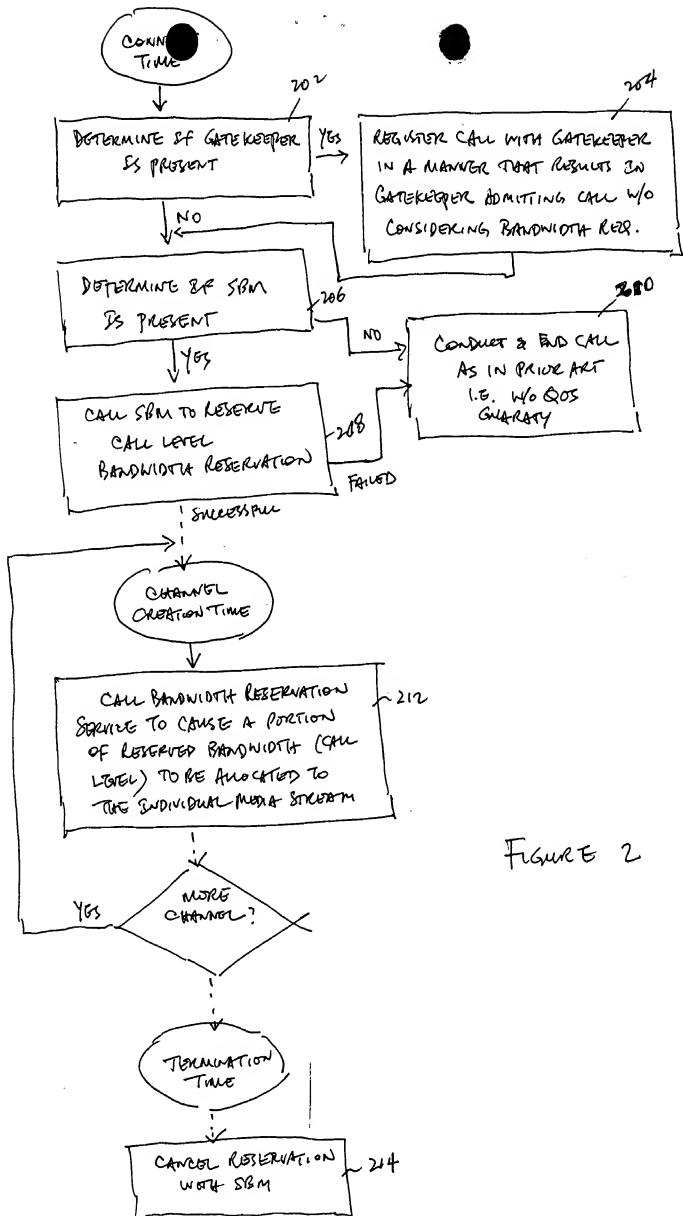 TIME
202
DETERMINE IF GATEKEEPER
IS PRESENT
YES
204
REGISTER CALL WITH GATEKEEPER
IN A MANNER THAT RESULTS IN
GATEKEEPER ADMITTING CALL W/O
CONSIDERING BANDWIDTH REQ.
NO
DETERMINE IF SBM
IS PRESENT
206
NO
210
CONDUCT & END CALL
AS IN PRIOR ART
I.E. W/O QOS
GUARATY
YES
CALL SBM TO RESERVE
CALL LEVEL
BANDWIDTH RESERVATION
208
FAILED
SUCCESSFUL
CHANNEL
CREATION TIME
CALL BANDWIDTH RESERVATION
SERVICE TO CAUSE A PORTION
OF RESERVED BANDWIDTH (CALL
LEVEL) TO BE ALLOCATED TO
THE INDIVIDUAL MEDIA STREAM
212
FIGURE 2
MORE
CHANNEL?
YES
TERMINATION
TIME
CANCEL RESERVATION
WITH SBM
214